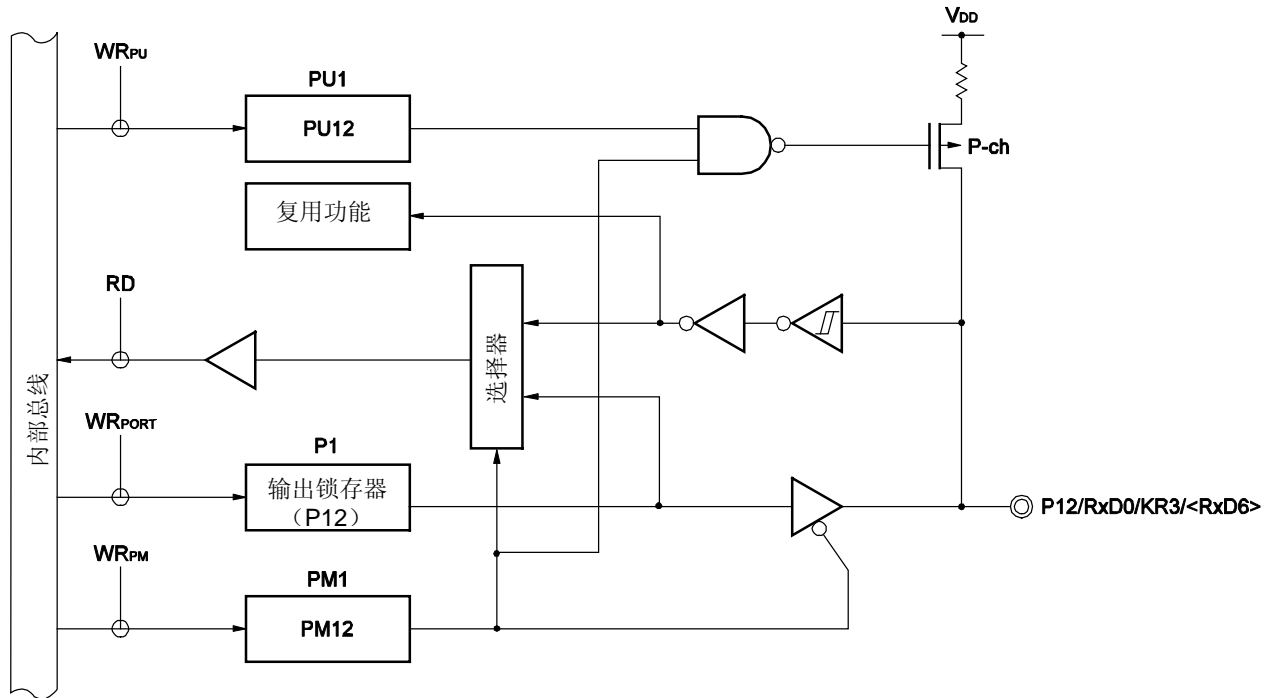 VDD
WRPU
PU1
PU12
P-ch
复用功能
RD
选择器
内部总线
WRPORT
P1
输出锁存器
（P12）
P12/RxD0/KR3/<RxD6>
WRPM
PM1
PM12